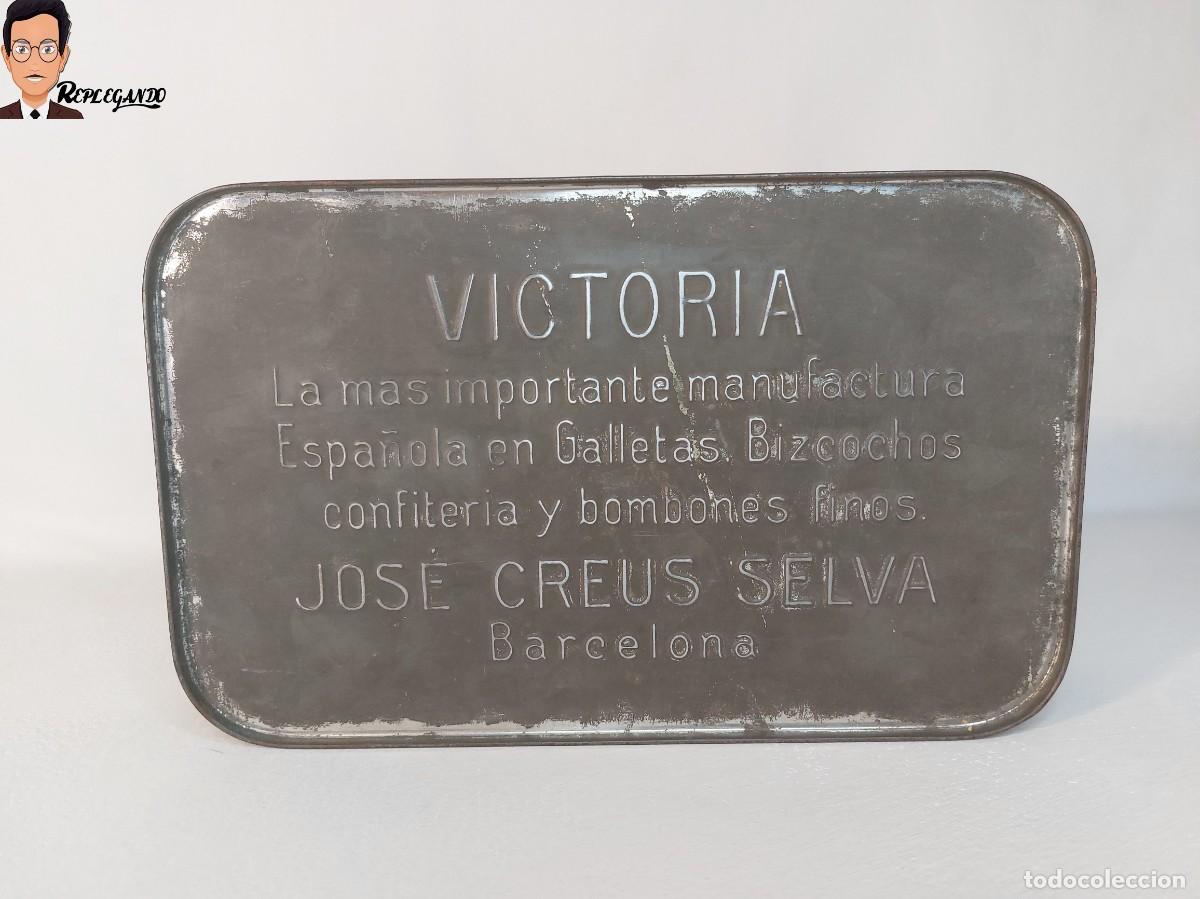 REPLEGANDO
VICTORIA
La mas importante manufactura
Española en Galletas. Bizcochos
confiteria y bombones finos.
JOSÉ CREUS SELVA
Barcelona
todocoleccion